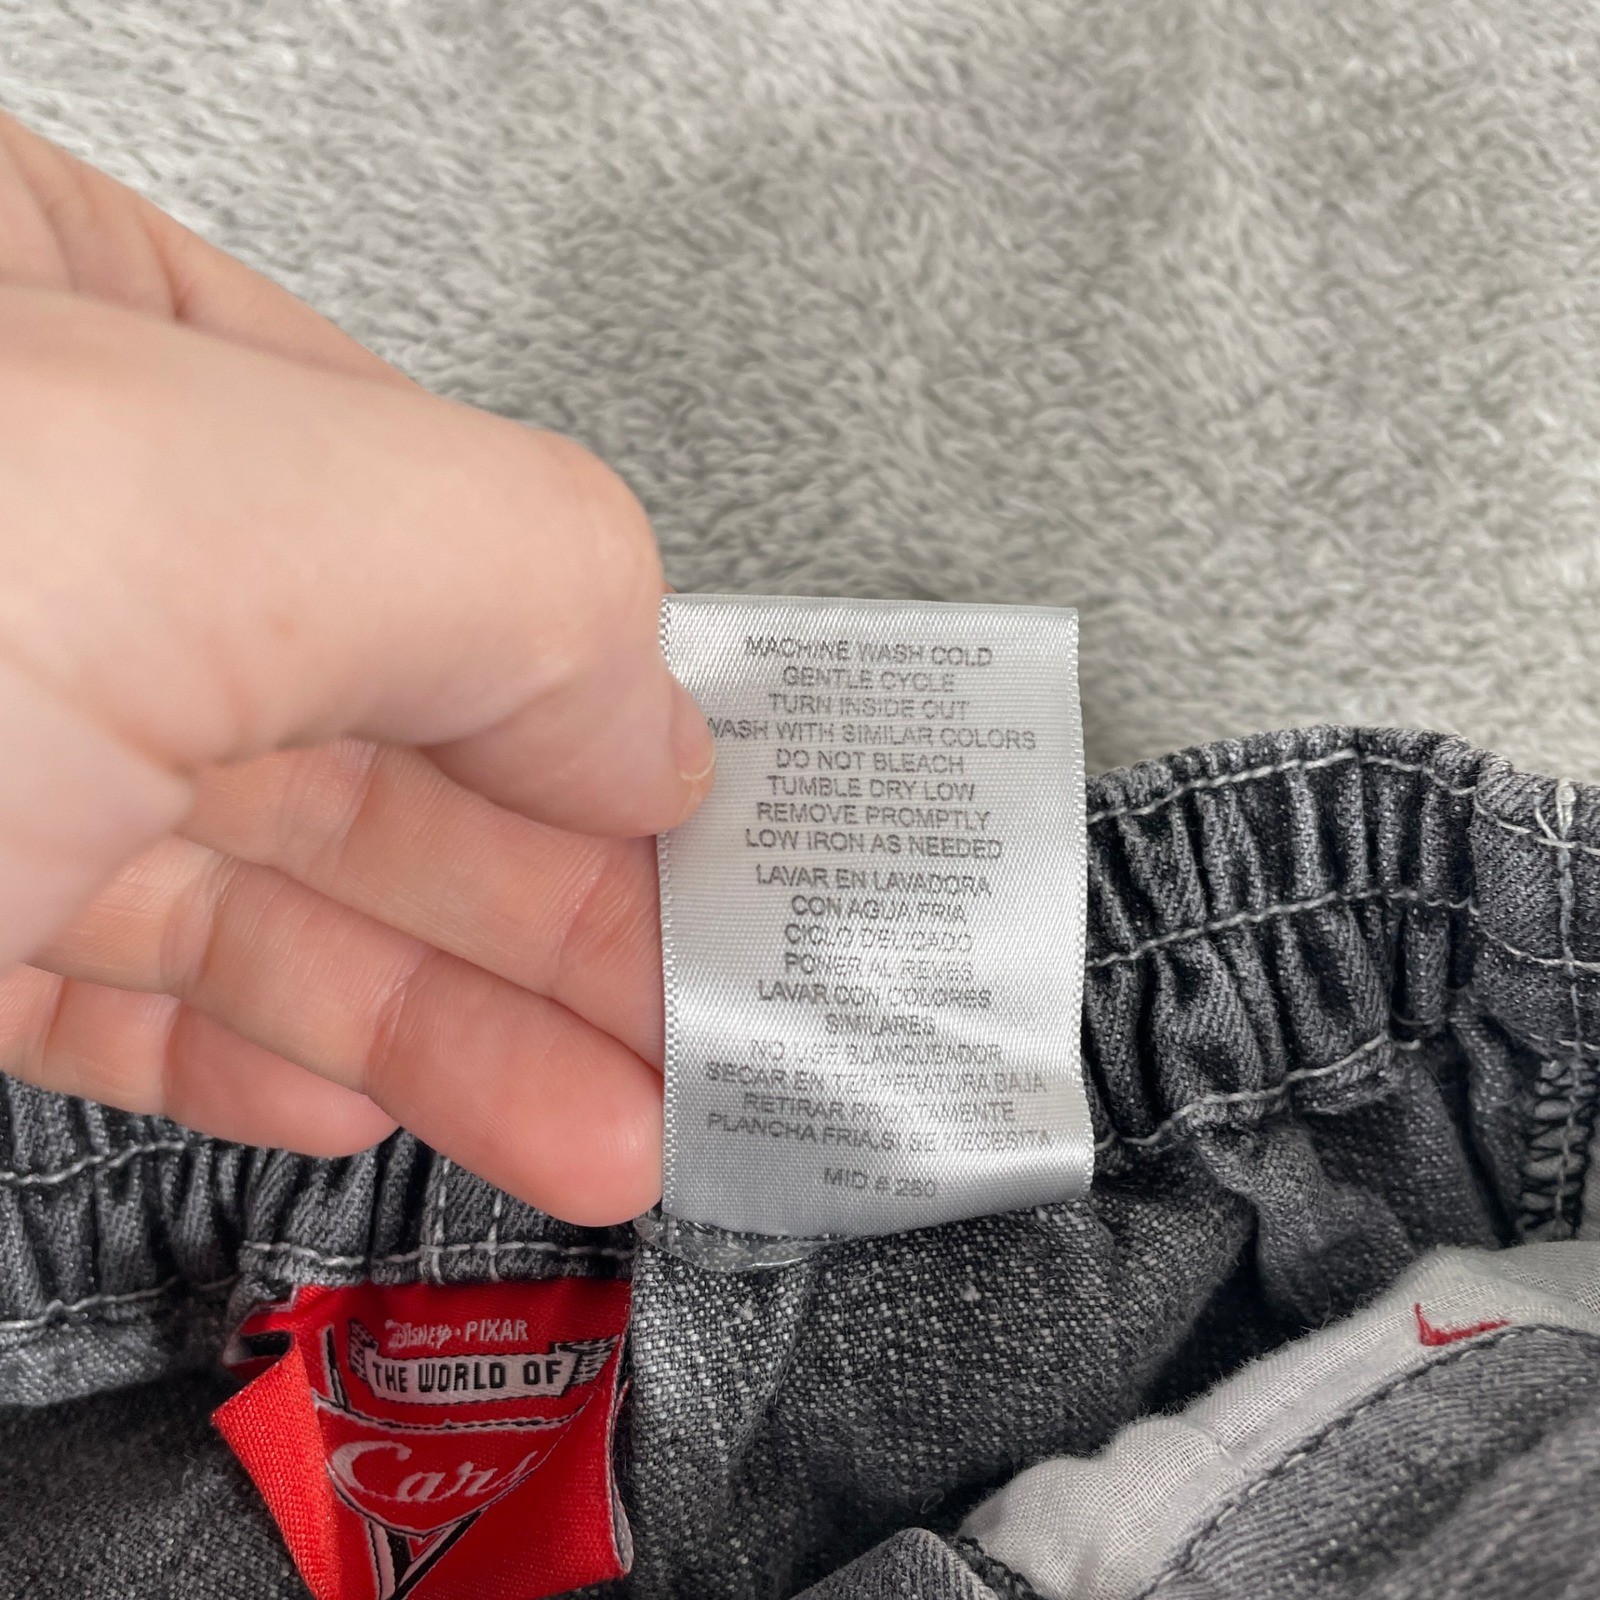 MACHINE WASH COLD
GENTLE CYCLE
TURN INSIDE OUT
WASH WITH SIMILAR COLORS
DO NOT BLEACH
TUMBLE DRY LOW
REMOVE PROMPTLY
LOW IRON AS NEEDED
LAVAR EN LAVADORA
CON AGUA FRIA
CICLO DELICADO
PONER AL REVES
LAVAR CON COLORES
SIMILARES
NO USE BLANQUEADOR
SECAR EN TEMPERATURA BAJA
RETIRAR PRONTAMENTE
PLANCHA FRIA,SI SE NECESITA
MID # 280
DISNEY·PIXAR
THE WORLD OF
Cars